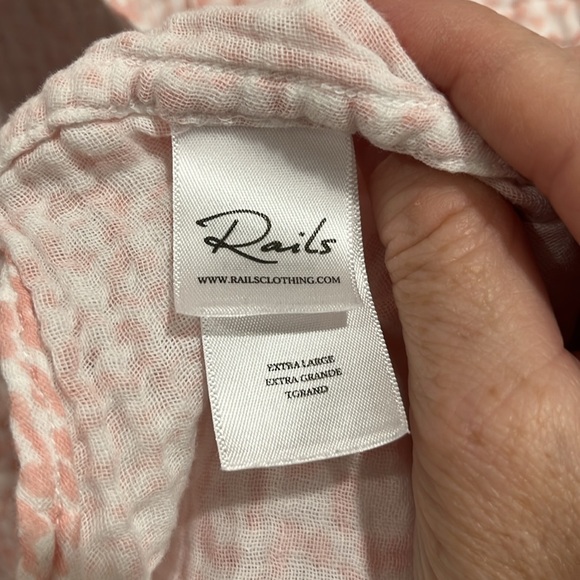 Rails
WWW.RAILSCLOTHING.COM
EXTRA LARGE
EXTRA GRANDE
TGRAND